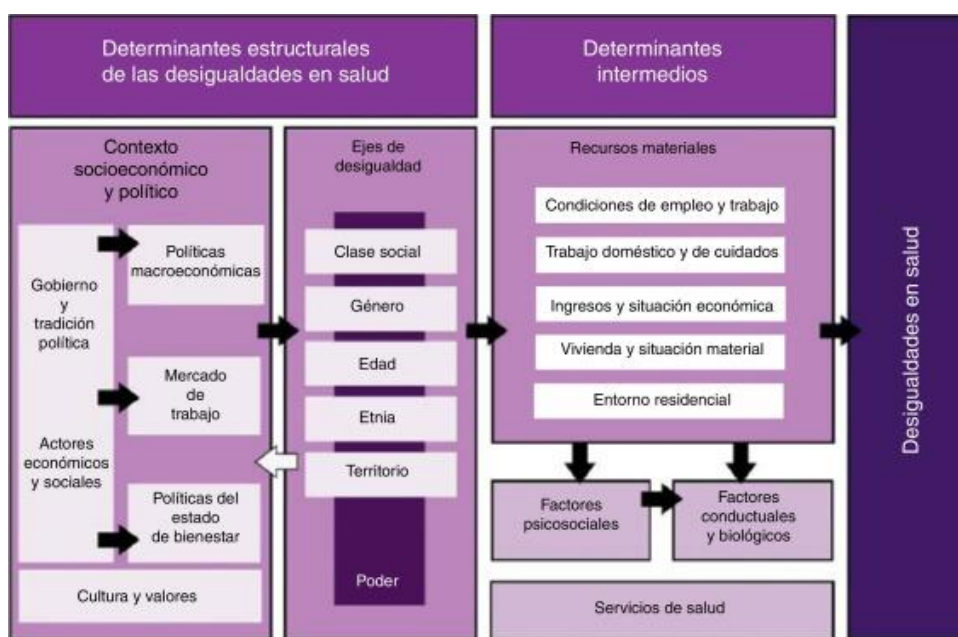 Determinantes estructurales
de las desigualdades en salud
Determinantes
intermedios
Contexto
socioeconómico
y político
Gobierno
y
tradición
política
Actores
económicos
y sociales
Políticas
macroeconómicas
Mercado
de
trabajo
Políticas del
estado
de bienestar
Cultura y valores
Ejes de
desigualdad
Clase social
Género
Edad
Etnia
Territorio
Poder
Recursos materiales
Condiciones de empleo y trabajo
Trabajo doméstico y de cuidados
Ingresos y situación económica
Vivienda y situación material
Entorno residencial
Factores
psicosociales
Factores
conductuales
y biológicos
Servicios de salud
Desigualdades en salud